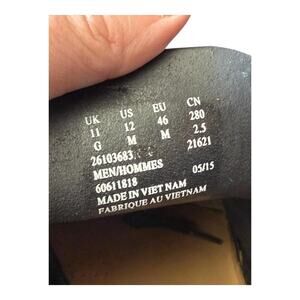 UK US EU CN
11 12 46 280
G M M 2.5
26103683 21621
MEN/HOMMES 05/15
60611818
MADE IN VIET NAM
FABRIQUE AU VIETNAM